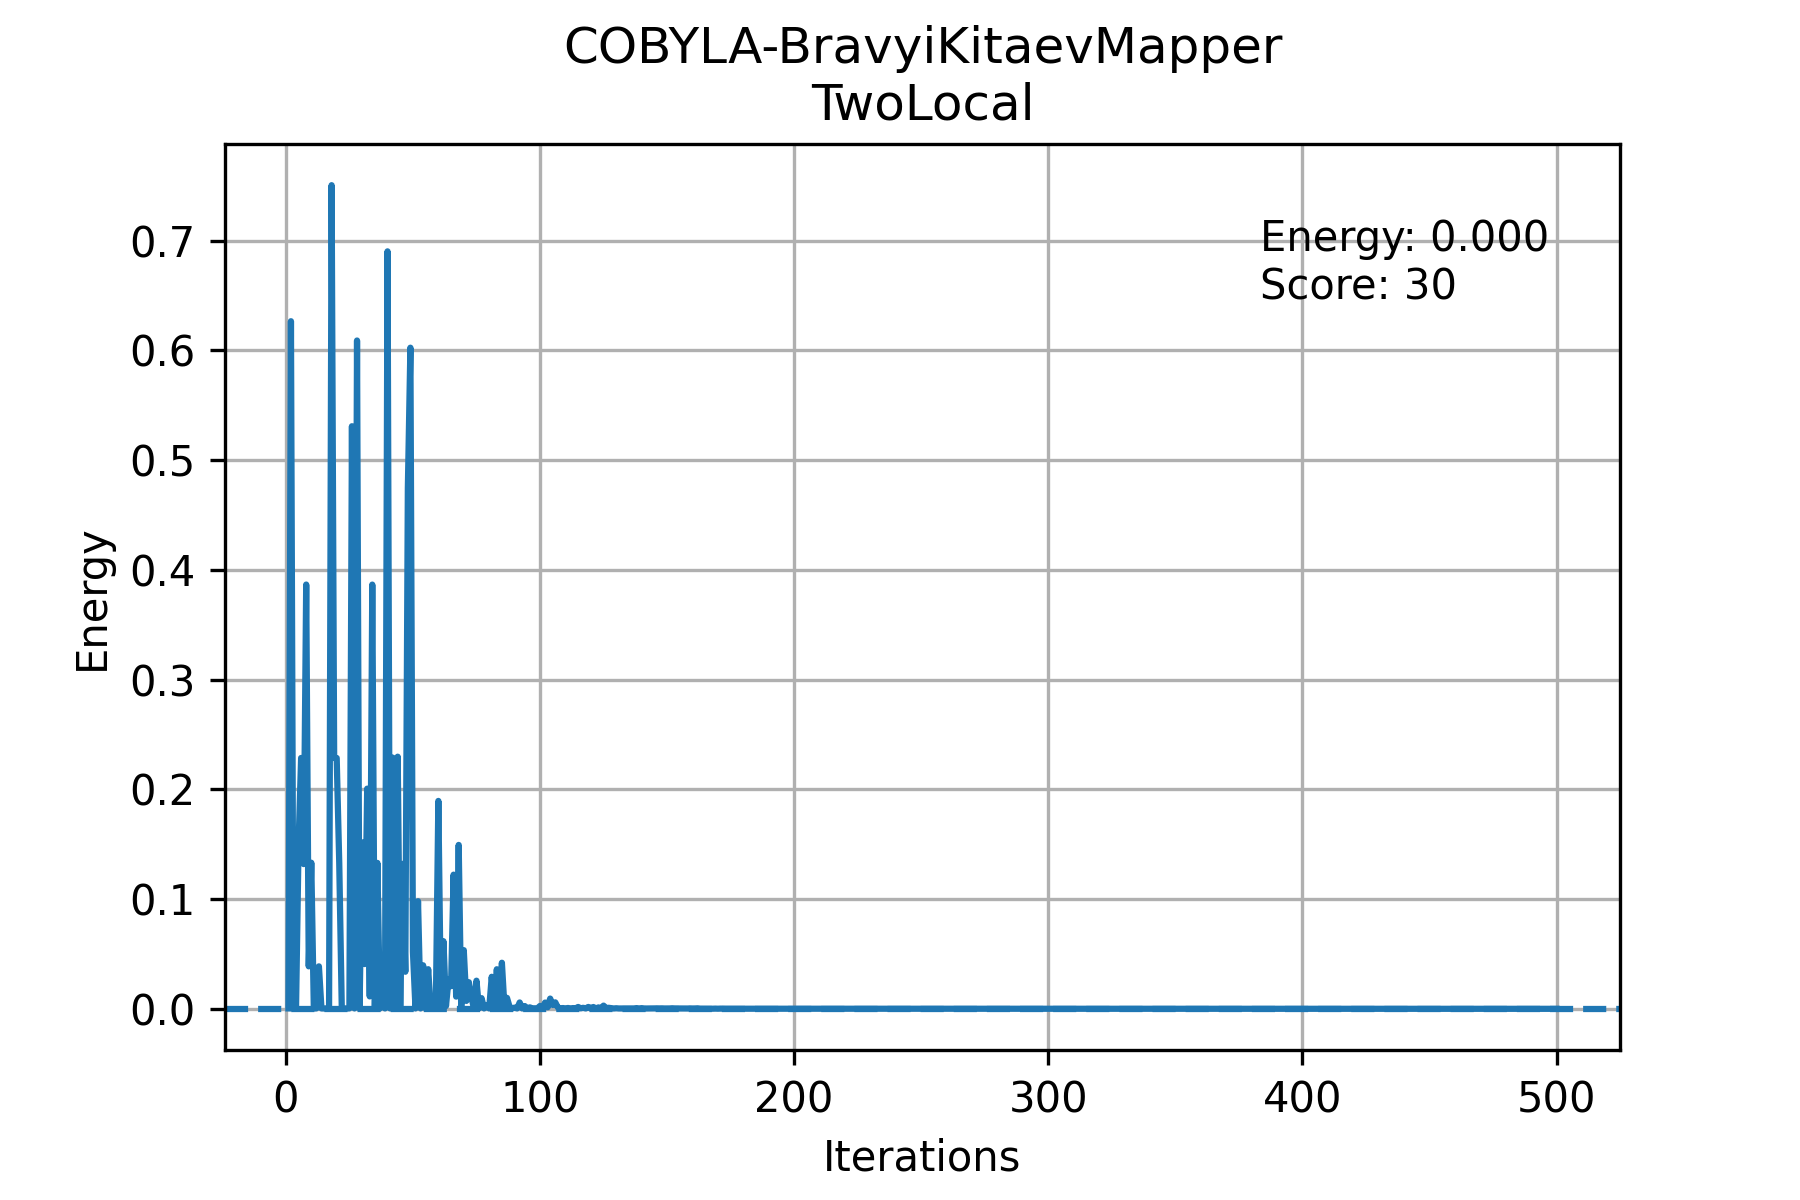 COBYLA-BravyiKitaevMapper
TwoLocal
Energy: 0.000
Score: 30
Energy
0.7
0.6
0.5
0.4
0.3
0.2
0.1
0.0
0 100 200 300 400 500
Iterations